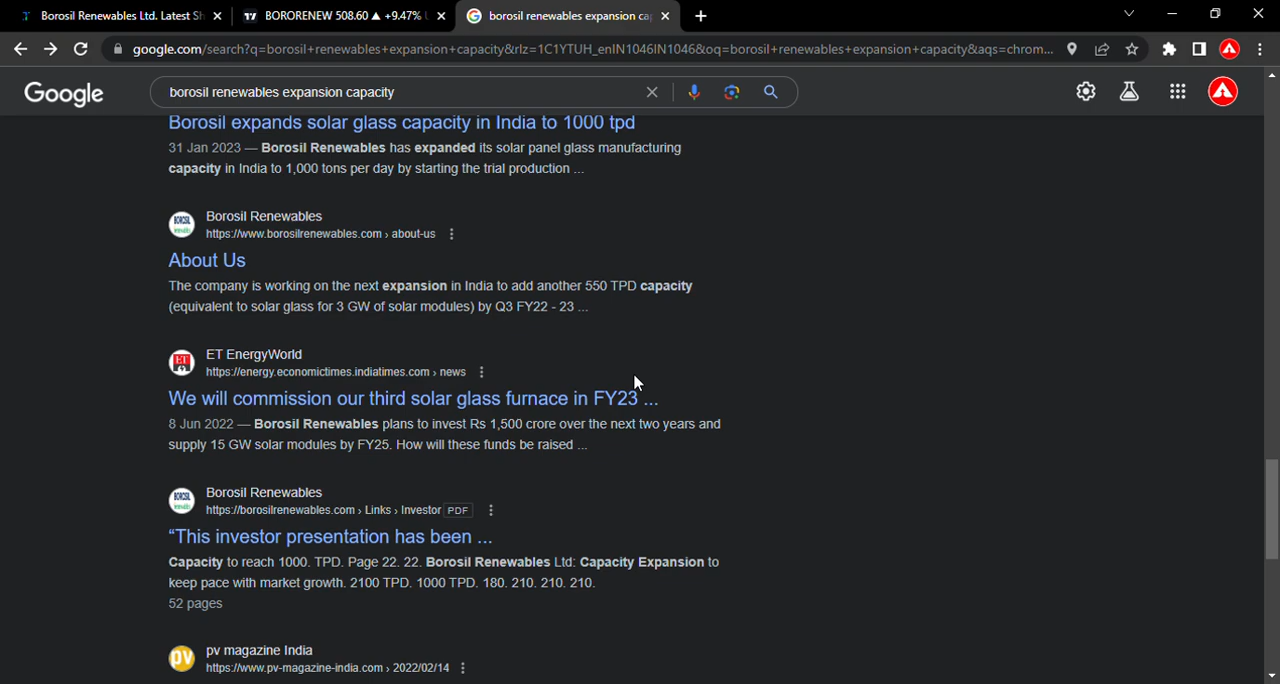 Borosil Renewables Ltd. Latest Sh
BORORENEW 508.60 ▲ +9.47%
borosil renewables expansion ca
google.com/search?q=borosil+renewables+expansion+capacity&rlz=1C1YTUH_enIN1046IN1046&oq=borosil+renewables+expansion+capacity&aqs=chrom...
Google
borosil renewables expansion capacity
Borosil expands solar glass capacity in India to 1000 tpd
31 Jan 2023 — Borosil Renewables has expanded its solar panel glass manufacturing
capacity in India to 1,000 tons per day by starting the trial production ...
BOROSIL
Borosil Renewables
https://www.borosilrenewables.com › about-us
About Us
The company is working on the next expansion in India to add another 550 TPD capacity
(equivalent to solar glass for 3 GW of solar modules) by Q3 FY22 - 23 ...
ET
ET EnergyWorld
https://energy.economictimes.indiatimes.com › news
We will commission our third solar glass furnace in FY23 ...
8 Jun 2022 — Borosil Renewables plans to invest Rs 1,500 crore over the next two years and
supply 15 GW solar modules by FY25. How will these funds be raised ...
BOROSIL
Borosil Renewables
https://borosilrenewables.com › Links › Investor PDF
“This investor presentation has been ...
Capacity to reach 1000. TPD. Page 22. 22. Borosil Renewables Ltd: Capacity Expansion to
keep pace with market growth. 2100 TPD. 1000 TPD. 180. 210. 210. 210.
52 pages
pv
pv magazine India
https://www.pv-magazine-india.com › 2022/02/14